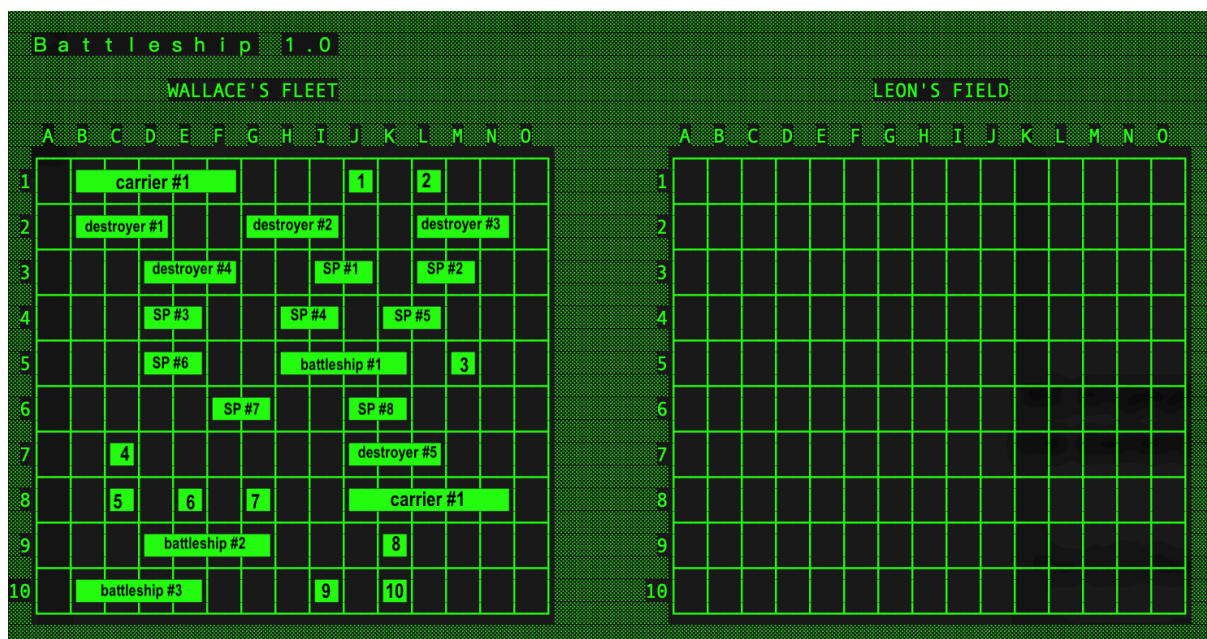 Battleship 1.0
WALLACE'S FLEET LEON'S FIELD
A B C D E F G H I J K L M N O A B C D E F G H I J K L M N O
1 carrier #1 1 2 1
2 destroyer #1 destroyer #2 destroyer #3 2
3 destroyer #4 SP #1 SP #2 3
4 SP #3 SP #4 SP #5 4
5 SP #6 battleship #1 3 5
6 SP #7 SP #8 6
7 4 destroyer #5 7
8 5 6 7 carrier #1 8
9 battleship #2 8 9
10 battleship #3 9 10 10